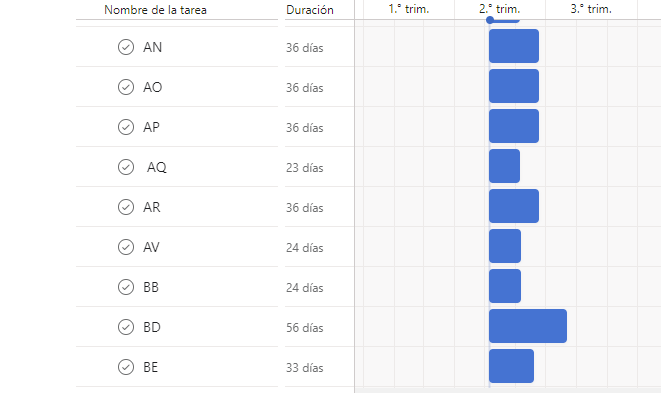 Nombre de la tarea Duración 1.° trim. 2.° trim. 3.° trim.
AN 36 días
AO 36 días
AP 36 días
AQ 23 días
AR 36 días
AV 24 días
BB 24 días
BD 56 días
BE 33 días